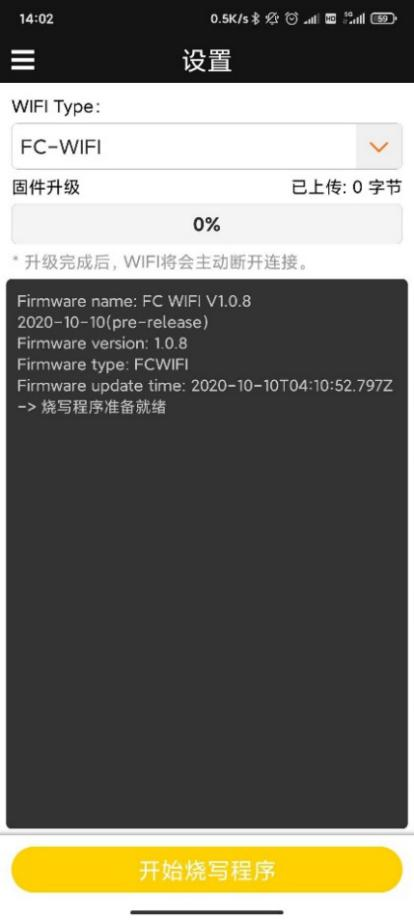 14:02
0.5K/s HD 5G 59
设置
WIFI Type:
FC-WIFI
固件升级 已上传: 0 字节
0%
* 升级完成后, WIFI将会主动断开连接。
Firmware name: FC WIFI V1.0.8
2020-10-10(pre-release)
Firmware version: 1.0.8
Firmware type: FCWIFI
Firmware update time: 2020-10-10T04:10:52.797Z
-> 烧写程序准备就绪
开始烧写程序